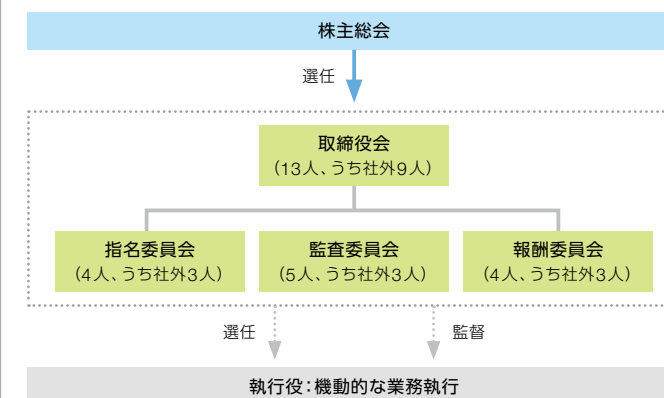 株主総会
選任
取締役会
(13人、うち社外9人)
指名委員会
(4人、うち社外3人)
監査委員会
(5人、うち社外3人)
報酬委員会
(4人、うち社外3人)
選任
監督
執行役：機動的な業務執行